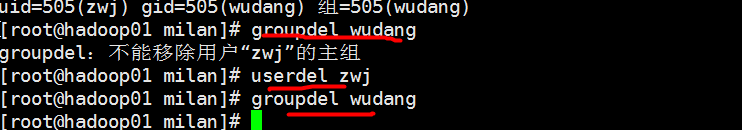 uid=505(zwj) gid=505(wudang) 组=505(wudang)
[root@hadoop01 milan]# groupdel wudang
groupdel：不能移除用户“zwj”的主组
[root@hadoop01 milan]# userdel zwj
[root@hadoop01 milan]# groupdel wudang
[root@hadoop01 milan]#